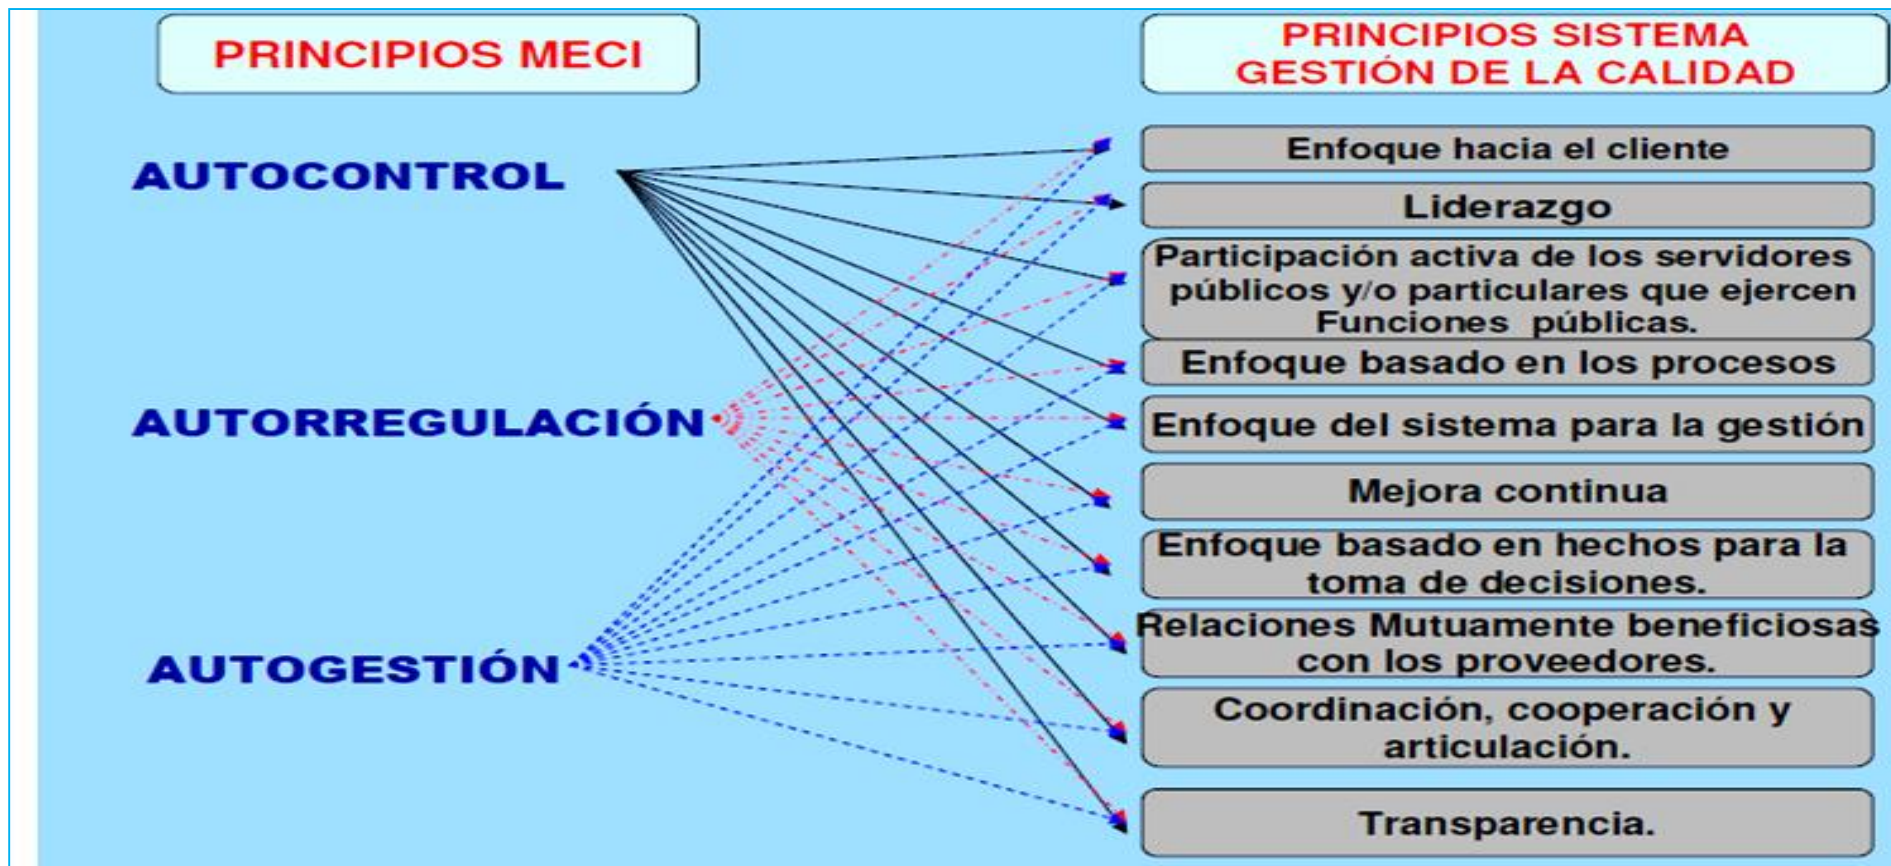 PRINCIPIOS MECI
PRINCIPIOS SISTEMA
GESTIÓN DE LA CALIDAD
AUTOCONTROL
AUTORREGULACIÓN
AUTOGESTIÓN
Enfoque hacia el cliente
Liderazgo
Participación activa de los servidores
públicos y/o particulares que ejercen
Funciones públicas.
Enfoque basado en los procesos
Enfoque del sistema para la gestión
Mejora continua
Enfoque basado en hechos para la
toma de decisiones.
Relaciones Mutuamente beneficiosas
con los proveedores.
Coordinación, cooperación y
articulación.
Transparencia.